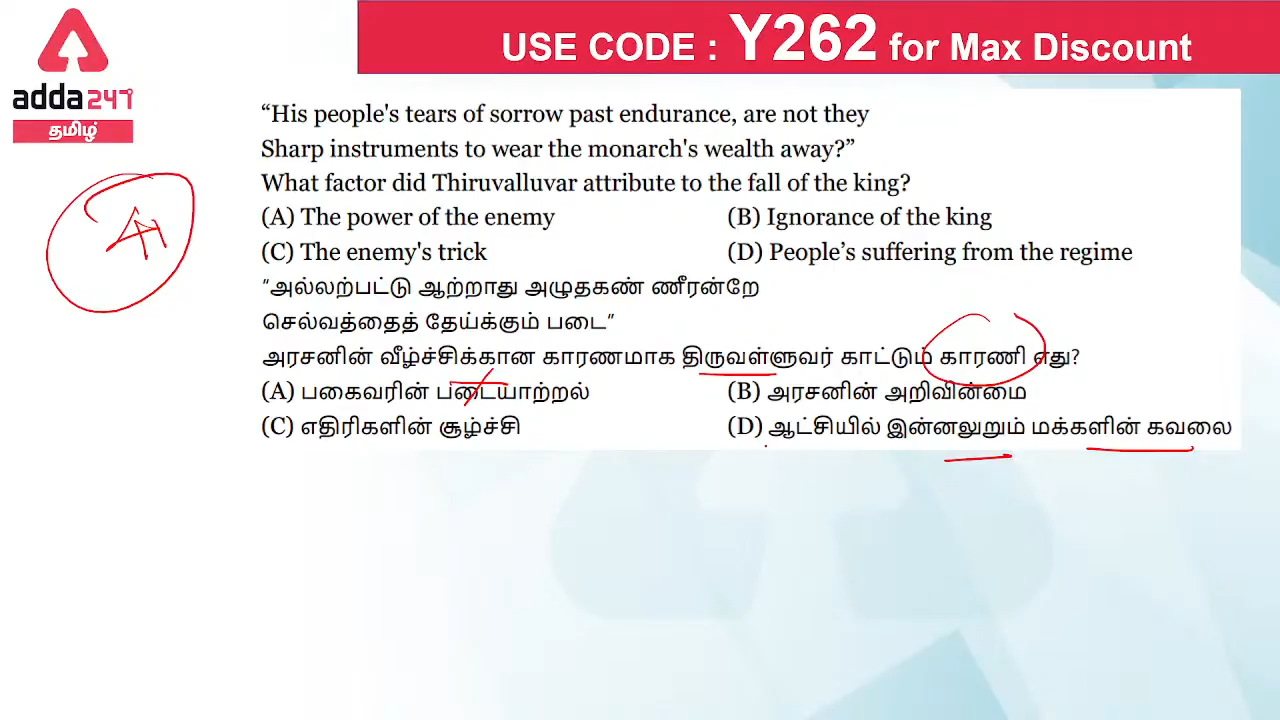 USE CODE : Y262 for Max Discount
adda247
தமிழ்
“His people's tears of sorrow past endurance, are not they
Sharp instruments to wear the monarch's wealth away?”
What factor did Thiruvalluvar attribute to the fall of the king?
(A) The power of the enemy (B) Ignorance of the king
(C) The enemy's trick (D) People’s suffering from the regime
“அல்லற்பட்டு ஆற்றாது அழுதகண் ணீரன்றே
செல்வத்தைத் தேய்க்கும் படை”
அரசனின் வீழ்ச்சிக்கான காரணமாக திருவள்ளுவர் காட்டும் காரணி எது?
(A) பகைவரின் படையாற்றல் (B) அரசனின் அறிவின்மை
(C) எதிரிகளின் சூழ்ச்சி (D) ஆட்சியில் இன்னலுறும் மக்களின் கவலை